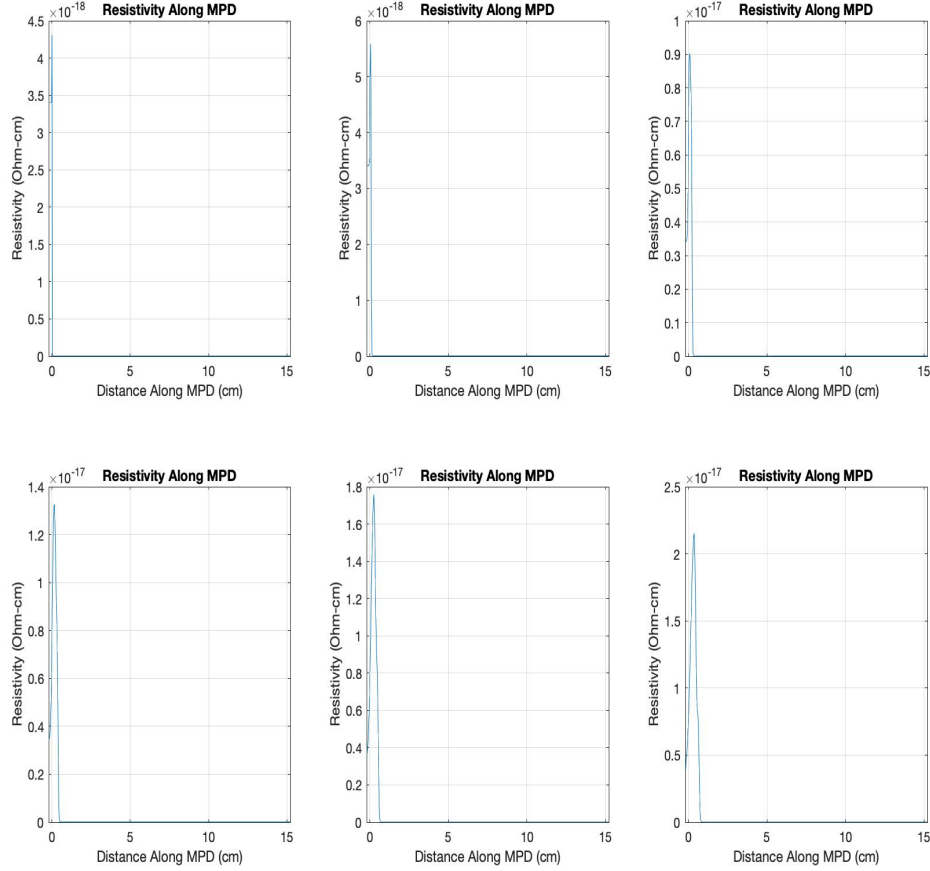 ×10⁻¹⁸ Resistivity Along MPD
4.5
4
3.5
3
2.5
2
1.5
1
0.5
0
Resistivity (Ohm-cm)
0 5 10 15
Distance Along MPD (cm)
×10⁻¹⁸ Resistivity Along MPD
6
5
4
3
2
1
0
Resistivity (Ohm-cm)
0 5 10 15
Distance Along MPD (cm)
×10⁻¹⁷ Resistivity Along MPD
1
0.9
0.8
0.7
0.6
0.5
0.4
0.3
0.2
0.1
0
Resistivity (Ohm-cm)
0 5 10 15
Distance Along MPD (cm)
×10⁻¹⁷ Resistivity Along MPD
1.4
1.2
1
0.8
0.6
0.4
0.2
0
Resistivity (Ohm-cm)
0 5 10 15
Distance Along MPD (cm)
×10⁻¹⁷ Resistivity Along MPD
1.8
1.6
1.4
1.2
1
0.8
0.6
0.4
0.2
0
Resistivity (Ohm-cm)
0 5 10 15
Distance Along MPD (cm)
×10⁻¹⁷ Resistivity Along MPD
2.5
2
1.5
1
0.5
0
Resistivity (Ohm-cm)
0 5 10 15
Distance Along MPD (cm)